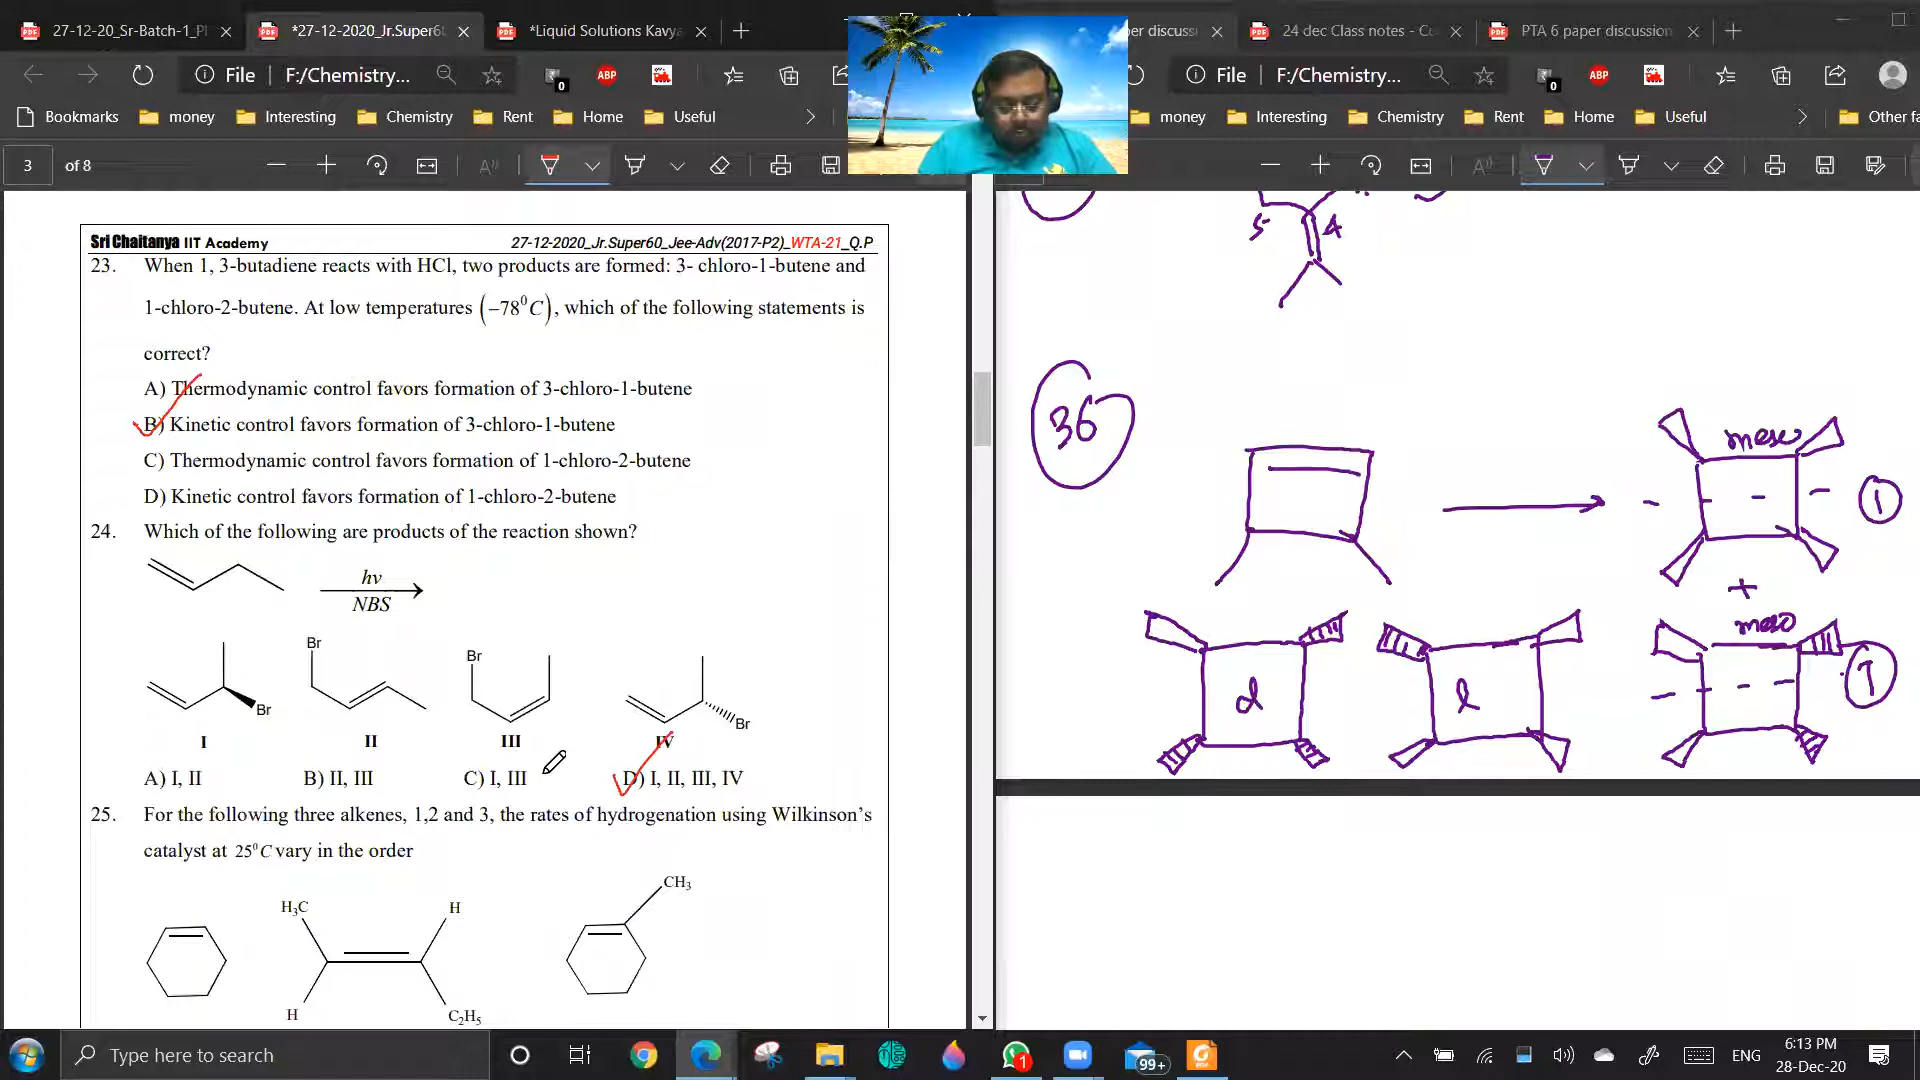 27-12-20_Sr-Batch-1_P
*27-12-2020_Jr.Super6
*Liquid Solutions Kavya
24 dec Class notes - C
PTA 6 paper discussion
File F:/Chemistry...
0
ABP
File F:/Chemistry...
0
ABP
Bookmarks money Interesting Chemistry Rent Home Useful
money Interesting Chemistry Rent Home Useful Other fa
3 of 8
Sri Chaitanya IIT Academy 27-12-2020_Jr.Super60_Jee-Adv(2017-P2)_WTA-21_Q.P
23. When 1, 3-butadiene reacts with HCl, two products are formed: 3- chloro-1-butene and
1-chloro-2-butene. At low temperatures (−78⁰C), which of the following statements is
correct?
A) Thermodynamic control favors formation of 3-chloro-1-butene
B) Kinetic control favors formation of 3-chloro-1-butene
C) Thermodynamic control favors formation of 1-chloro-2-butene
D) Kinetic control favors formation of 1-chloro-2-butene
24. Which of the following are products of the reaction shown?
hν
NBS
Br
Br
Br
Br
I II III IV
A) I, II B) II, III C) I, III D) I, II, III, IV
25. For the following three alkenes, 1,2 and 3, the rates of hydrogenation using Wilkinson's
catalyst at 25⁰C vary in the order
CH₃
H₃C H
H C₂H₅
5 4
36
meso
1
+
meso
d l
Type here to search
1
99+
ENG
6:13 PM
28-Dec-20